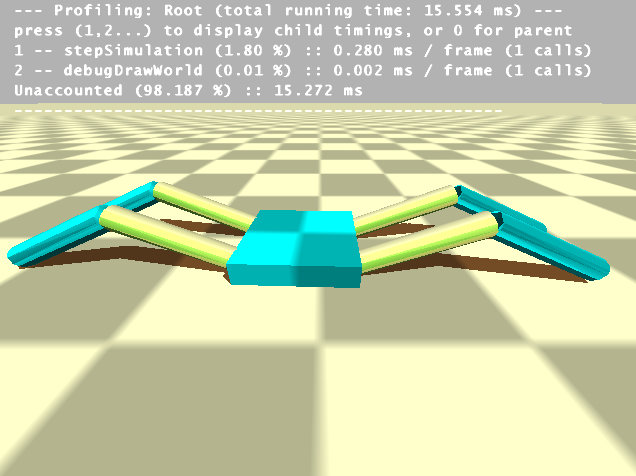 --- Profiling: Root (total running time: 15.554 ms) ---
press (1,2...) to display child timings, or 0 for parent
1 -- stepSimulation (1.80 %) :: 0.280 ms / frame (1 calls)
2 -- debugDrawWorld (0.01 %) :: 0.002 ms / frame (1 calls)
Unaccounted (98.187 %) :: 15.272 ms
-------------------------------------------------